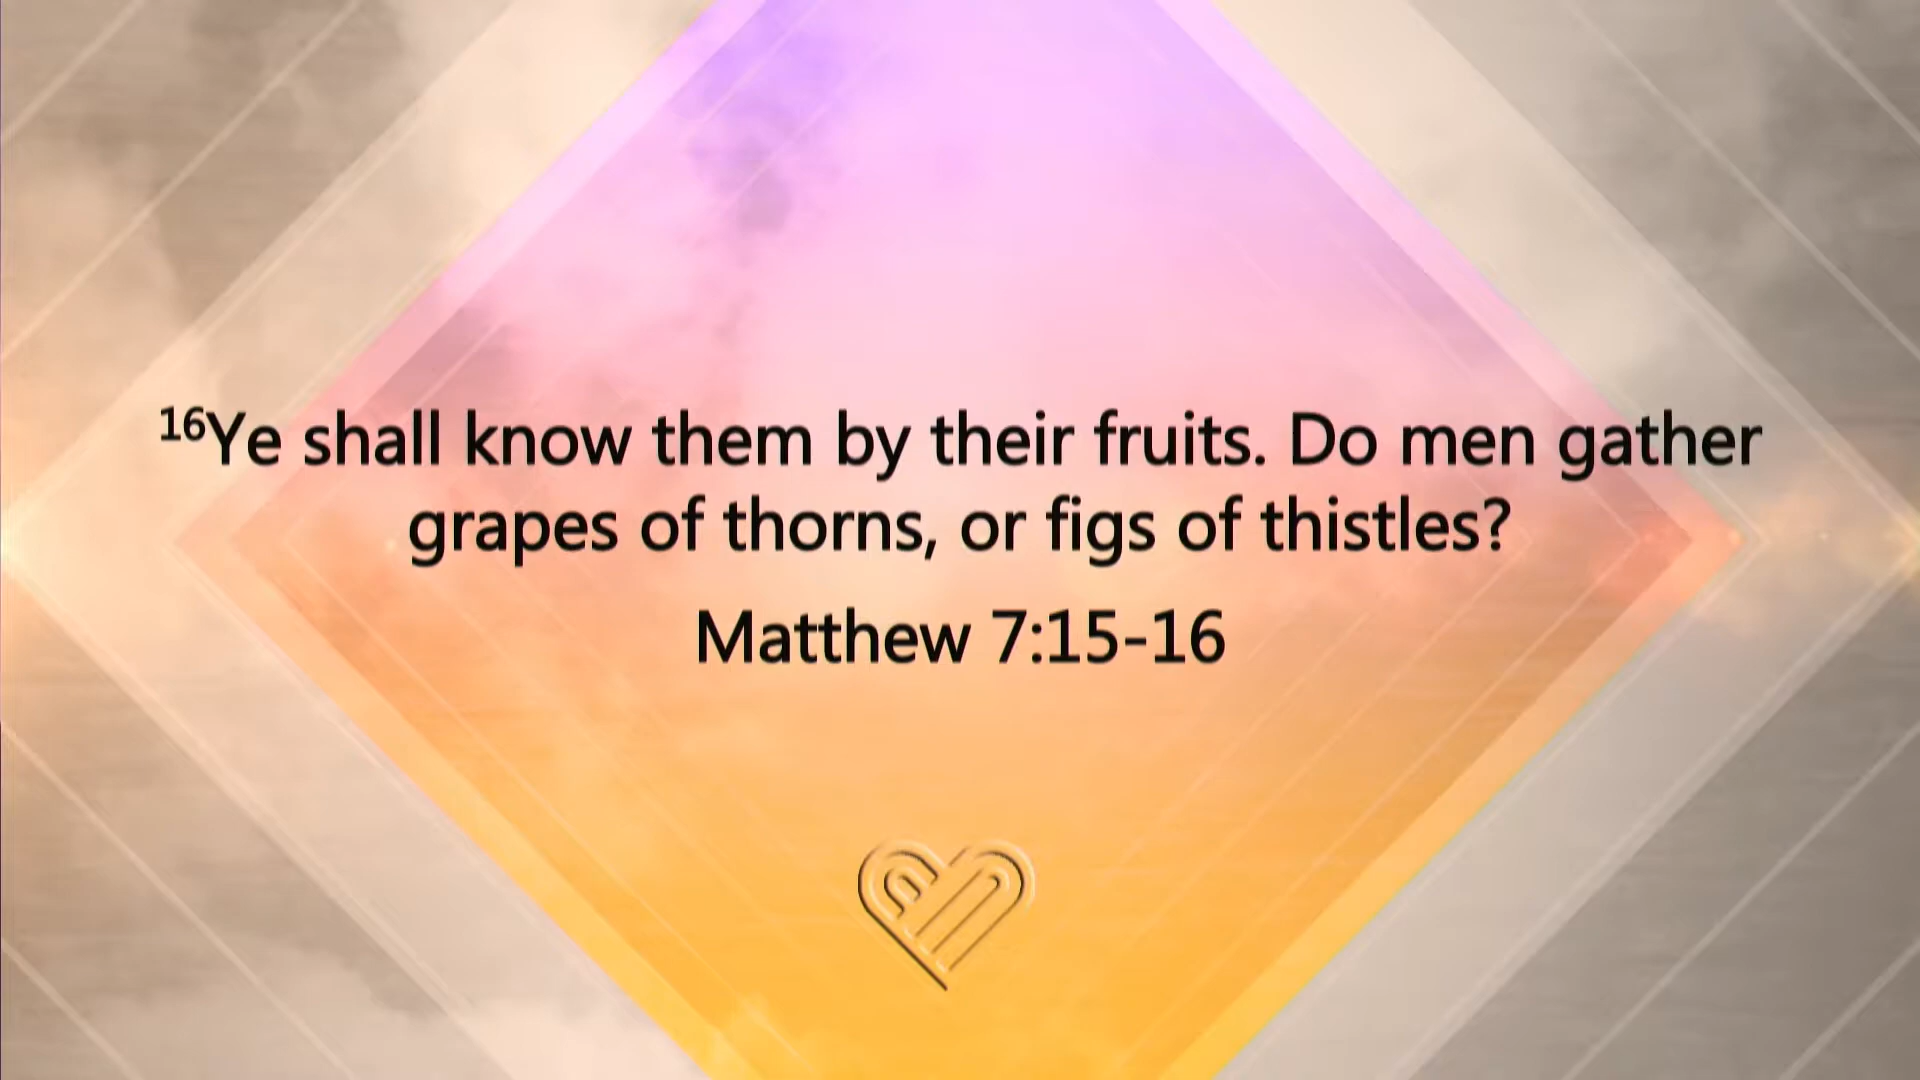 16Ye shall know them by their fruits. Do men gather
grapes of thorns, or figs of thistles?
Matthew 7:15-16